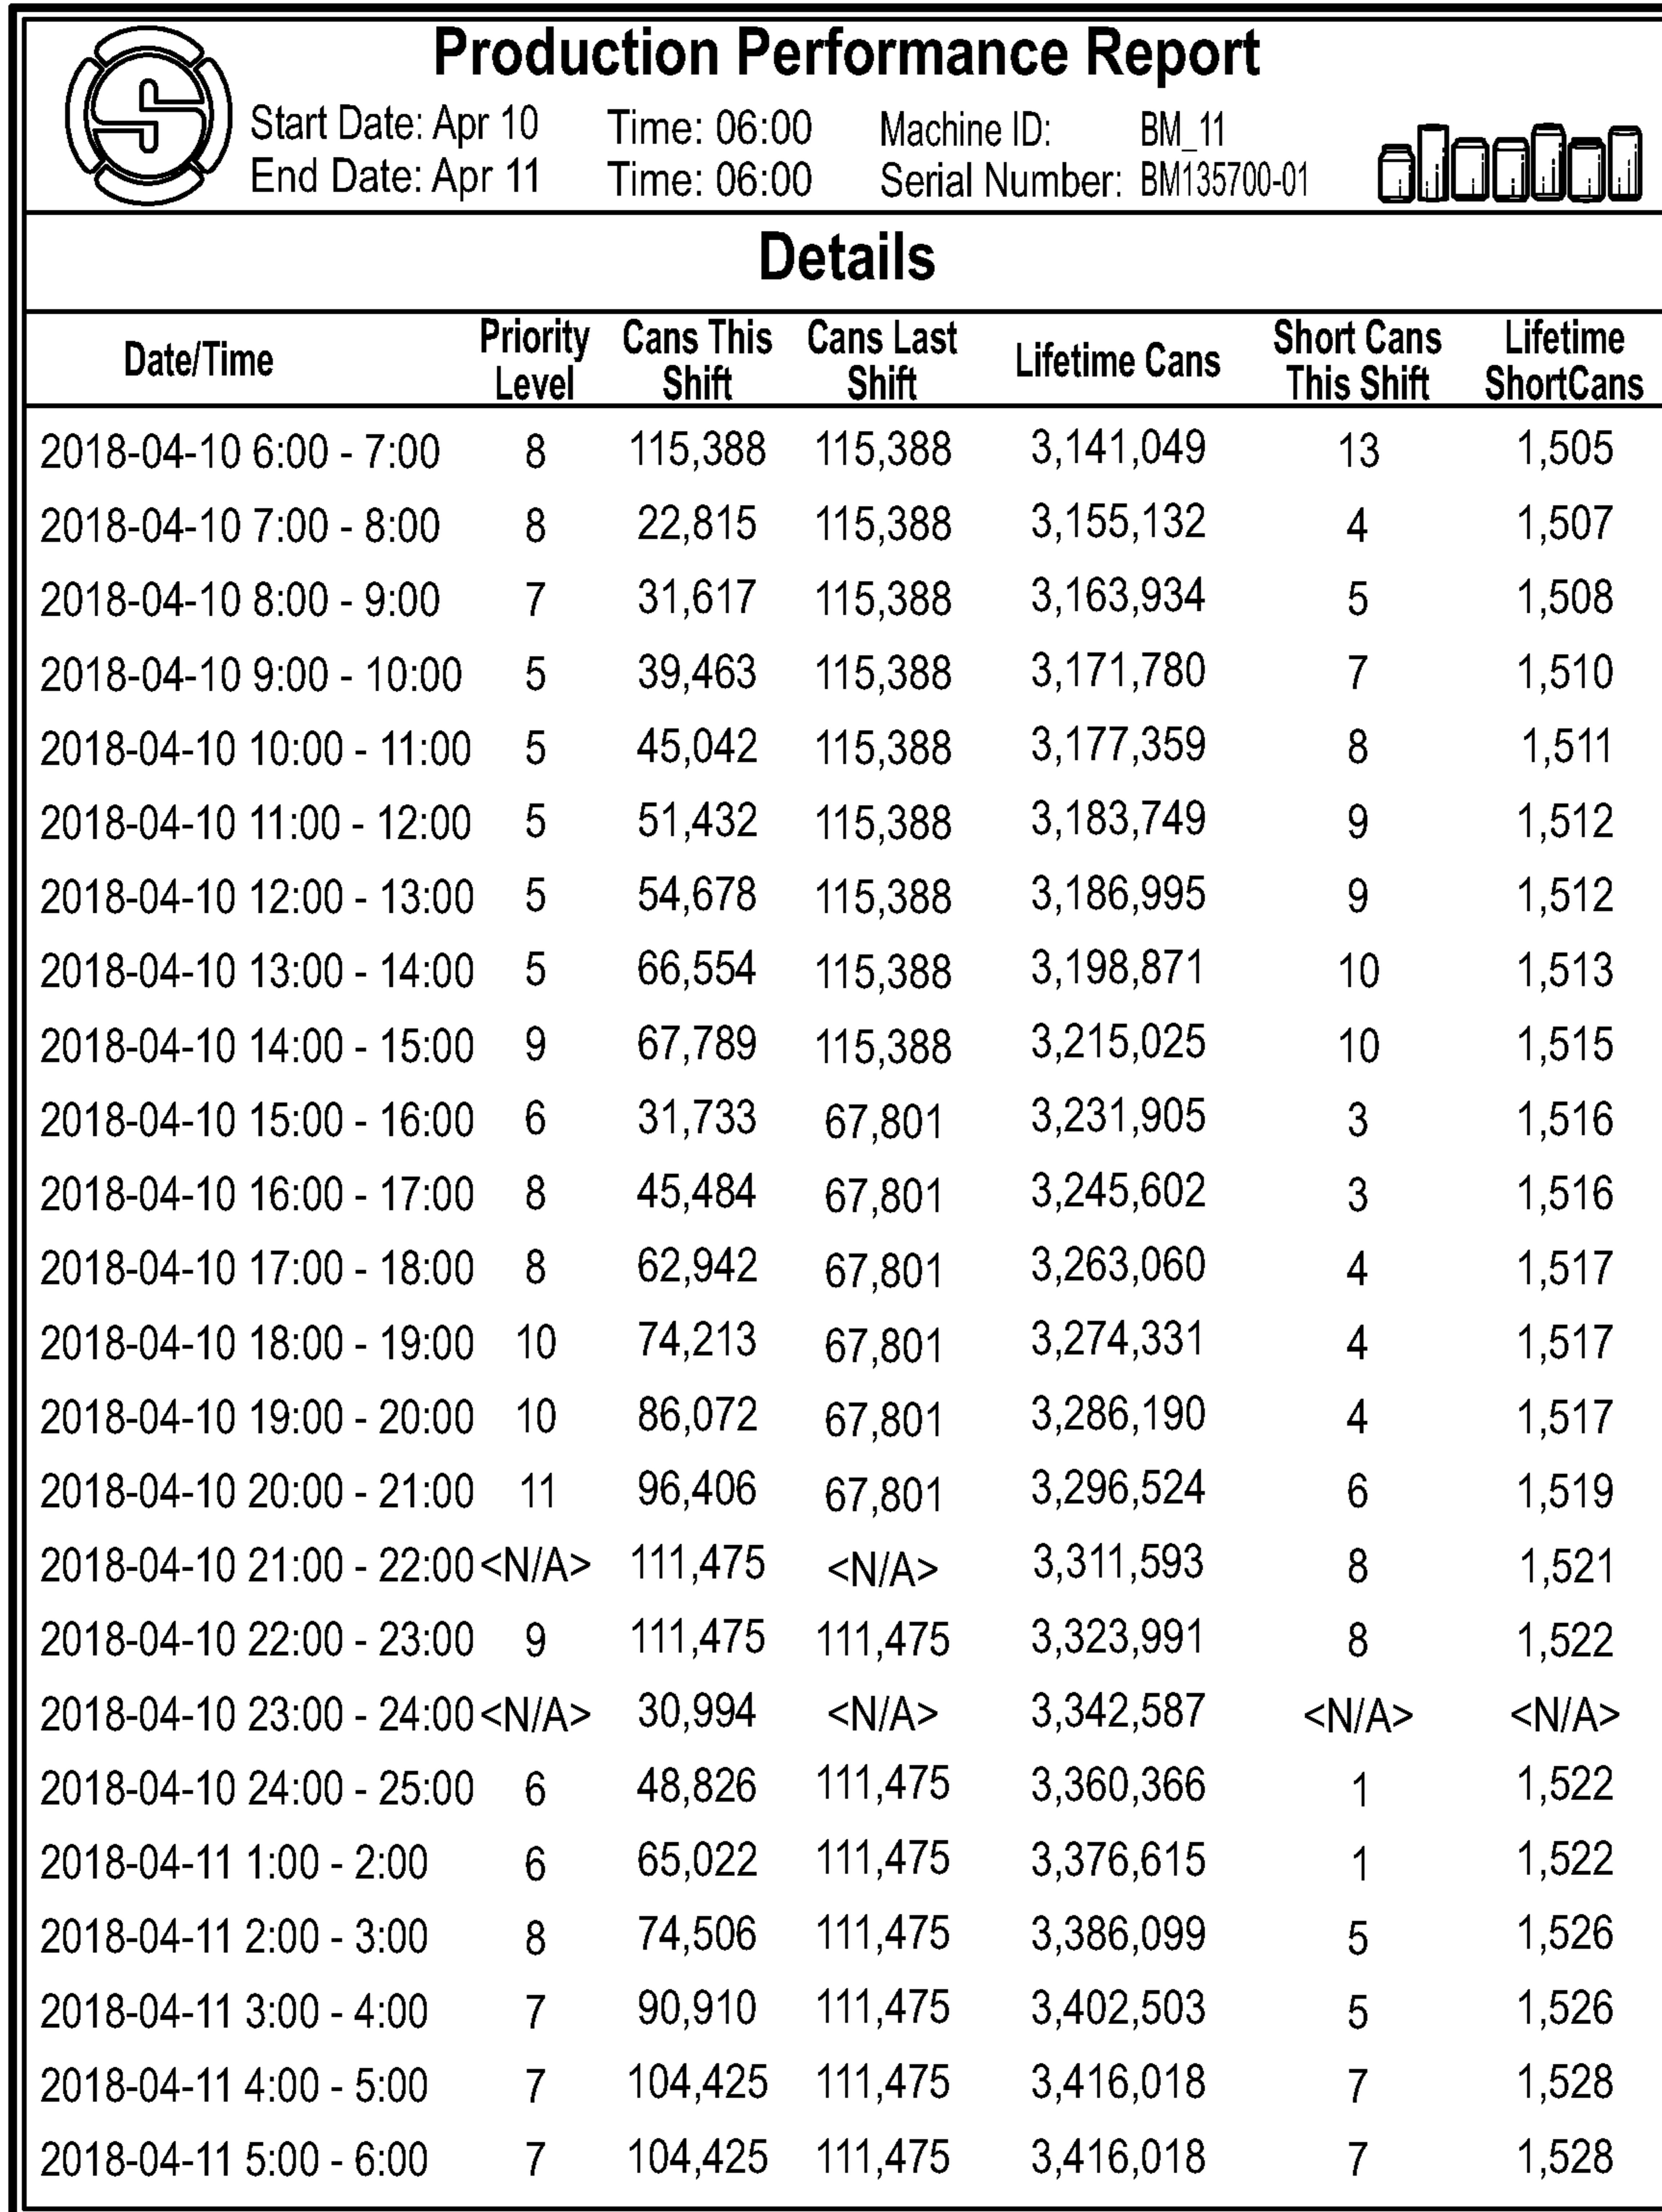 Production Performance Report
Start Date: Apr 10 Time: 06:00 Machine ID: BM_11
End Date: Apr 11 Time: 06:00 Serial Number: BM135700-01
Details
Date/Time Priority Level Cans This Shift Cans Last Shift Lifetime Cans Short Cans This Shift Lifetime ShortCans
2018-04-10 6:00 - 7:00 8 115,388 115,388 3,141,049 13 1,505
2018-04-10 7:00 - 8:00 8 22,815 115,388 3,155,132 4 1,507
2018-04-10 8:00 - 9:00 7 31,617 115,388 3,163,934 5 1,508
2018-04-10 9:00 - 10:00 5 39,463 115,388 3,171,780 7 1,510
2018-04-10 10:00 - 11:00 5 45,042 115,388 3,177,359 8 1,511
2018-04-10 11:00 - 12:00 5 51,432 115,388 3,183,749 9 1,512
2018-04-10 12:00 - 13:00 5 54,678 115,388 3,186,995 9 1,512
2018-04-10 13:00 - 14:00 5 66,554 115,388 3,198,871 10 1,513
2018-04-10 14:00 - 15:00 9 67,789 115,388 3,215,025 10 1,515
2018-04-10 15:00 - 16:00 6 31,733 67,801 3,231,905 3 1,516
2018-04-10 16:00 - 17:00 8 45,484 67,801 3,245,602 3 1,516
2018-04-10 17:00 - 18:00 8 62,942 67,801 3,263,060 4 1,517
2018-04-10 18:00 - 19:00 10 74,213 67,801 3,274,331 4 1,517
2018-04-10 19:00 - 20:00 10 86,072 67,801 3,286,190 4 1,517
2018-04-10 20:00 - 21:00 11 96,406 67,801 3,296,524 6 1,519
2018-04-10 21:00 - 22:00 <N/A> 111,475 <N/A> 3,311,593 8 1,521
2018-04-10 22:00 - 23:00 9 111,475 111,475 3,323,991 8 1,522
2018-04-10 23:00 - 24:00 <N/A> 30,994 <N/A> 3,342,587 <N/A> <N/A>
2018-04-10 24:00 - 25:00 6 48,826 111,475 3,360,366 1 1,522
2018-04-11 1:00 - 2:00 6 65,022 111,475 3,376,615 1 1,522
2018-04-11 2:00 - 3:00 8 74,506 111,475 3,386,099 5 1,526
2018-04-11 3:00 - 4:00 7 90,910 111,475 3,402,503 5 1,526
2018-04-11 4:00 - 5:00 7 104,425 111,475 3,416,018 7 1,528
2018-04-11 5:00 - 6:00 7 104,425 111,475 3,416,018 7 1,528